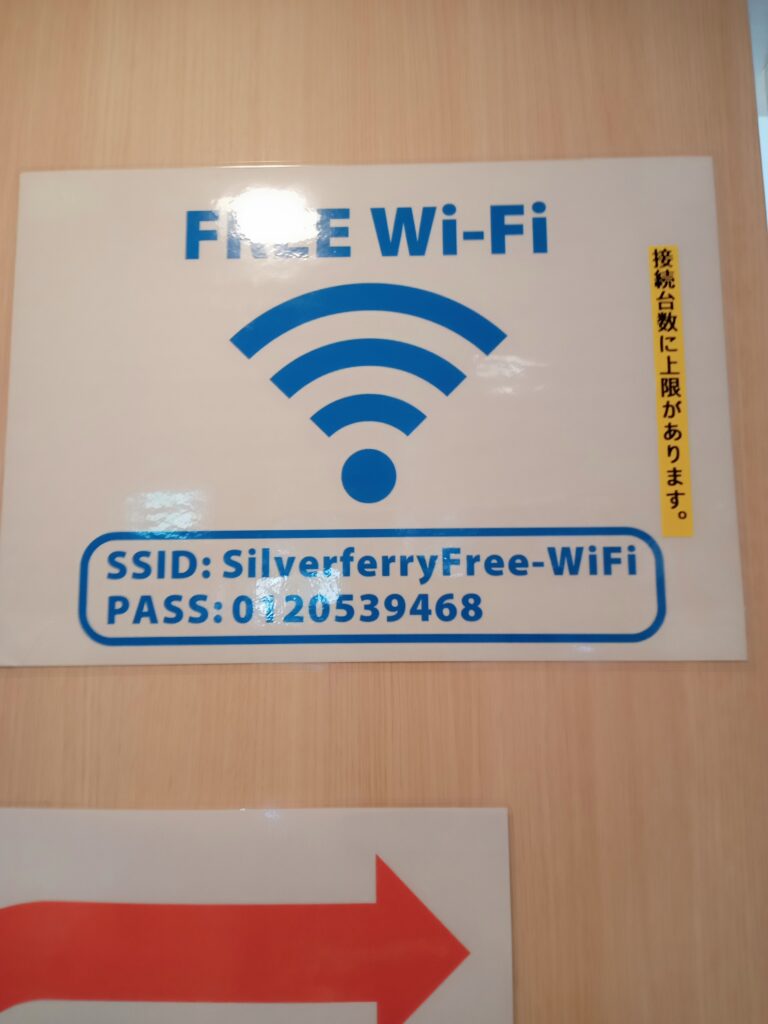 FREE Wi-Fi
接続台数に上限があります。
SSID: SilverferryFree-WiFi
PASS: 0120539468